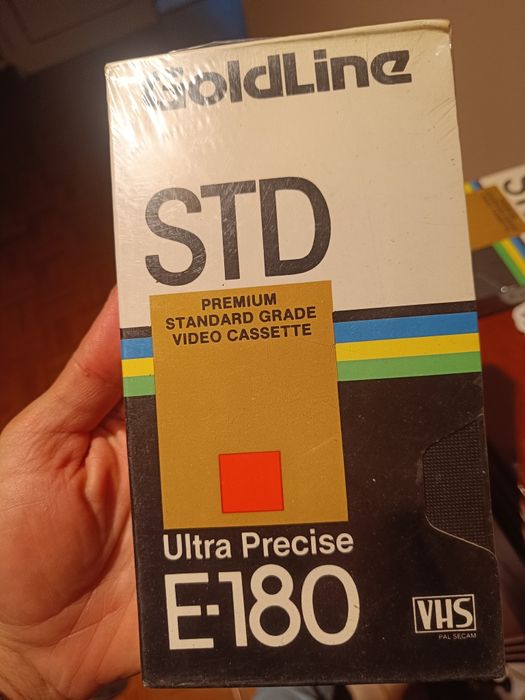 GoldLine
STD
PREMIUM
STANDARD GRADE
VIDEO CASSETTE
Ultra Precise
E-180
VHS
PAL SECAM